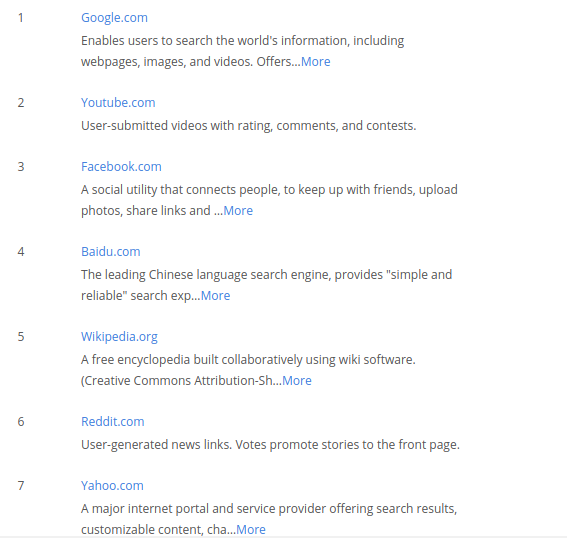 1 Google.com
Enables users to search the world's information, including
webpages, images, and videos. Offers...More
2 Youtube.com
User-submitted videos with rating, comments, and contests.
3 Facebook.com
A social utility that connects people, to keep up with friends, upload
photos, share links and ...More
4 Baidu.com
The leading Chinese language search engine, provides "simple and
reliable" search exp...More
5 Wikipedia.org
A free encyclopedia built collaboratively using wiki software.
(Creative Commons Attribution-Sh...More
6 Reddit.com
User-generated news links. Votes promote stories to the front page.
7 Yahoo.com
A major internet portal and service provider offering search results,
customizable content, cha...More